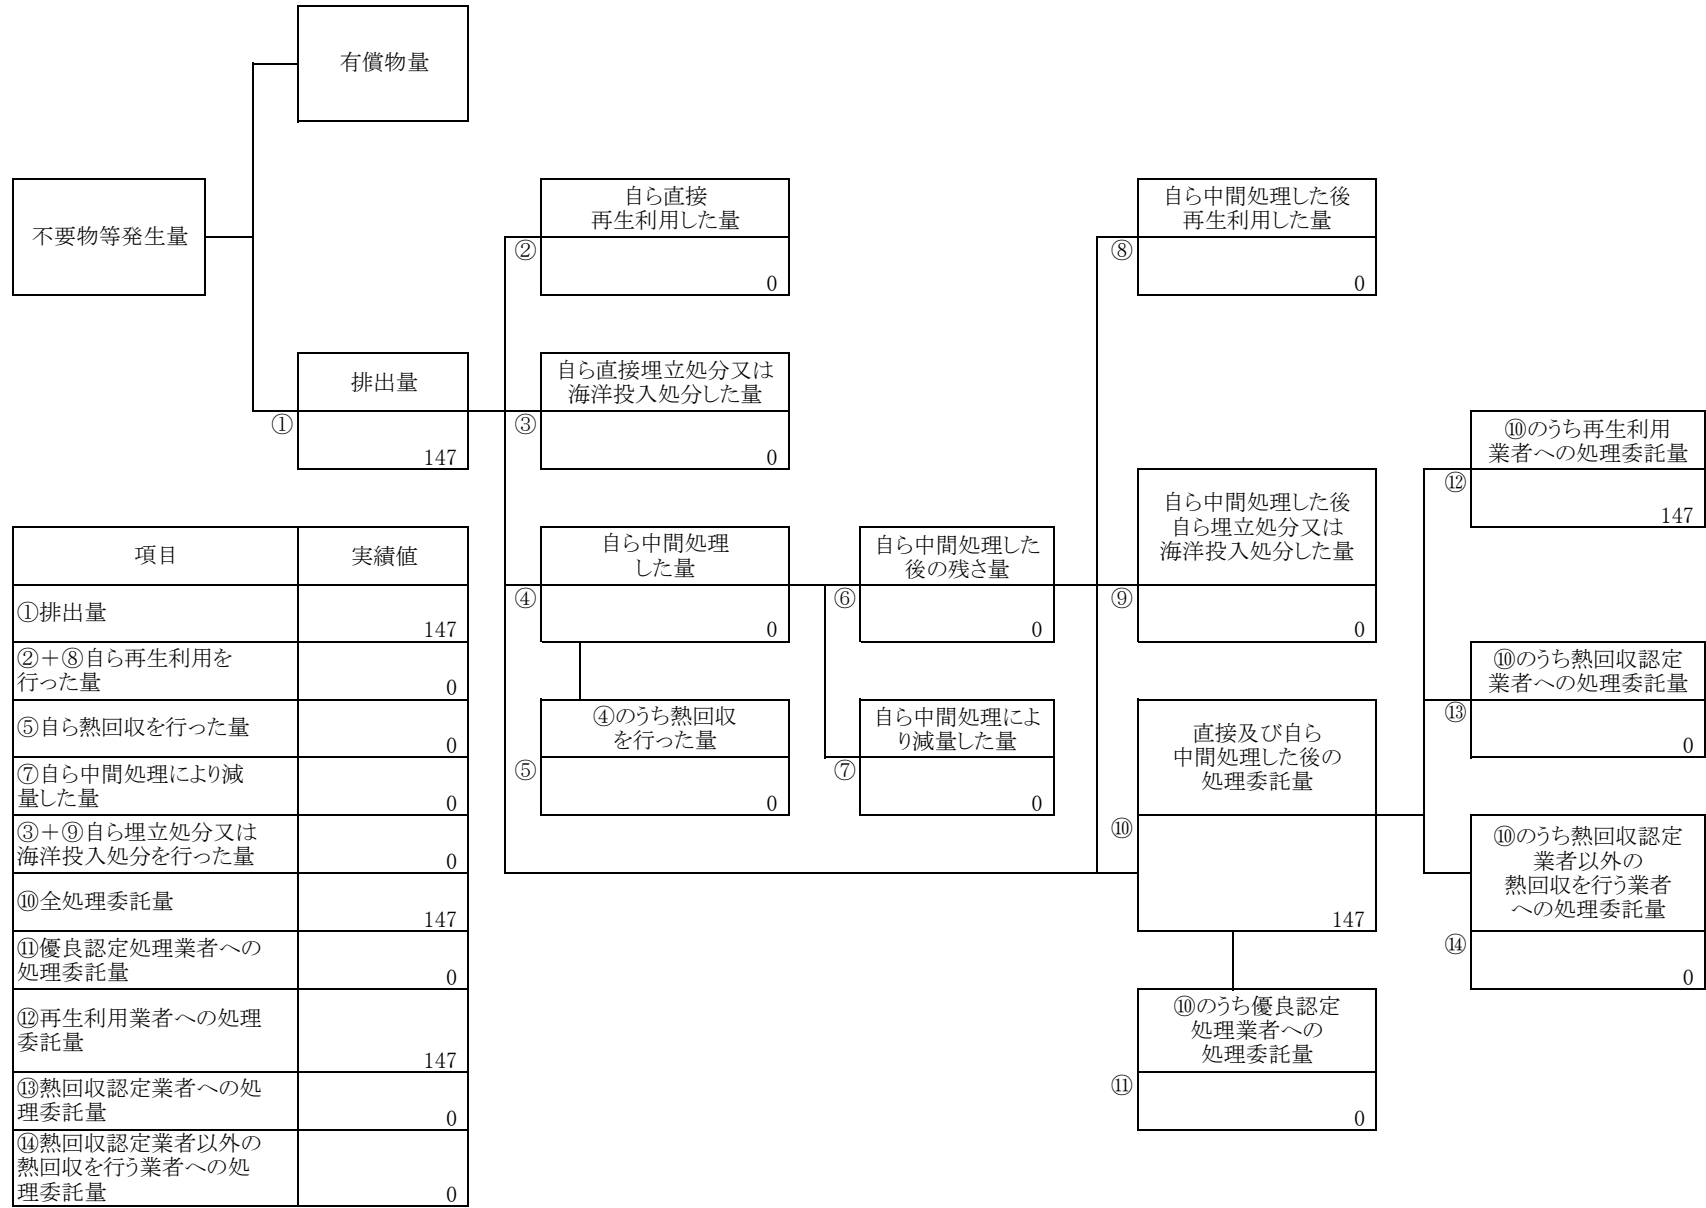 有償物量
不要物等発生量
自ら直接
再生利用した量
②
0
自ら中間処理した後
再生利用した量
⑧
0
排出量
①
147
自ら直接埋立処分又は
海洋投入処分した量
③
0
⑩のうち再生利用
業者への処理委託量
⑫
147
自ら中間処理
した量
④
0
自ら中間処理した
後の残さ量
⑥
0
自ら中間処理した後
自ら埋立処分又は
海洋投入処分した量
⑨
0
⑩のうち熱回収認定
業者への処理委託量
⑬
0
④のうち熱回収
を行った量
⑤
0
自ら中間処理によ
り減量した量
⑦
0
直接及び自ら
中間処理した後の
処理委託量
⑩
147
⑩のうち熱回収認定
業者以外の
熱回収を行う業者
への処理委託量
⑭
0
⑩のうち優良認定
処理業者への
処理委託量
⑪
0
項目 実績値
①排出量
147
②+⑧自ら再生利用を
行った量
0
⑤自ら熱回収を行った量
0
⑦自ら中間処理により減
量した量
0
③+⑨自ら埋立処分又は
海洋投入処分を行った量
0
⑩全処理委託量
147
⑪優良認定処理業者への
処理委託量
0
⑫再生利用業者への処理
委託量
147
⑬熱回収認定業者への処
理委託量
0
⑭熱回収認定業者以外の
熱回収を行う業者への処
理委託量
0